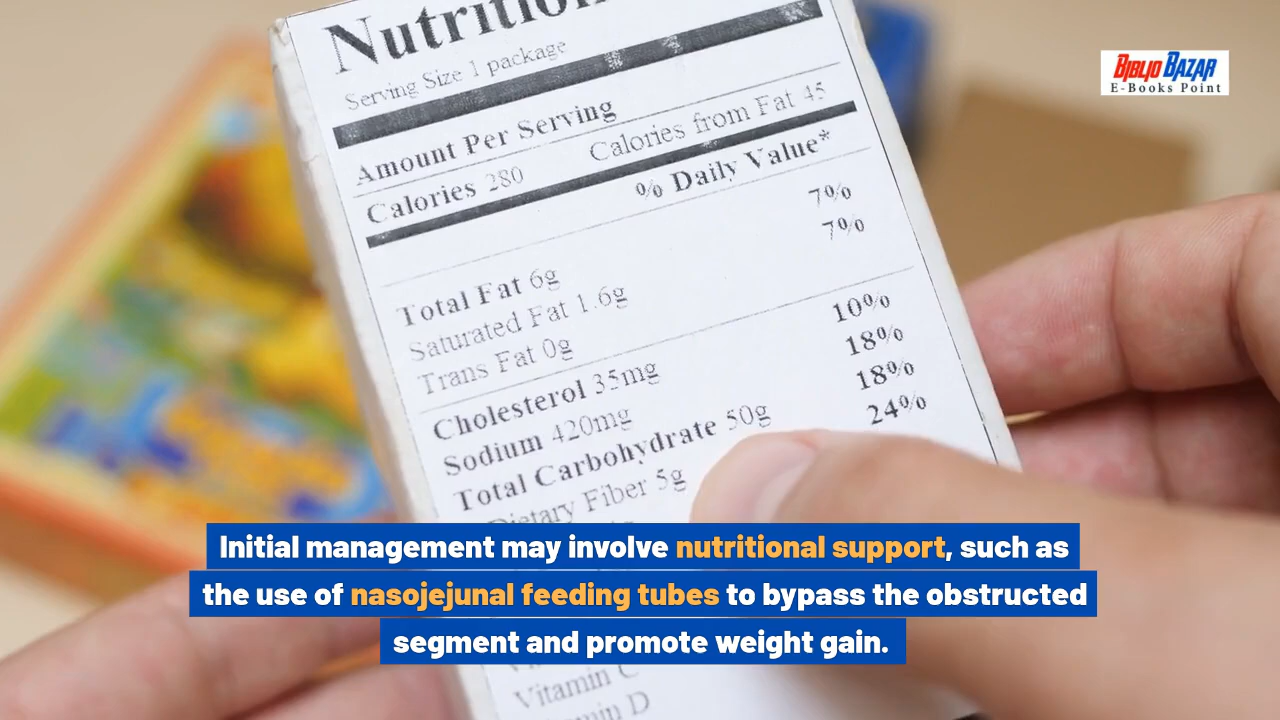 Nutrition
Serving Size 1 package
Amount Per Serving
Calories 280 Calories from Fat 45
% Daily Value*
Total Fat 6g 7%
Saturated Fat 1.6g 7%
Trans Fat 0g
Cholesterol 35mg 10%
Sodium 420mg 18%
Total Carbohydrate 50g 18%
Dietary Fiber 5g 24%
Vitamin C
BIBLIO BAZAR
E-Books Point
Initial management may involve nutritional support, such as
the use of nasojejunal feeding tubes to bypass the obstructed
segment and promote weight gain.